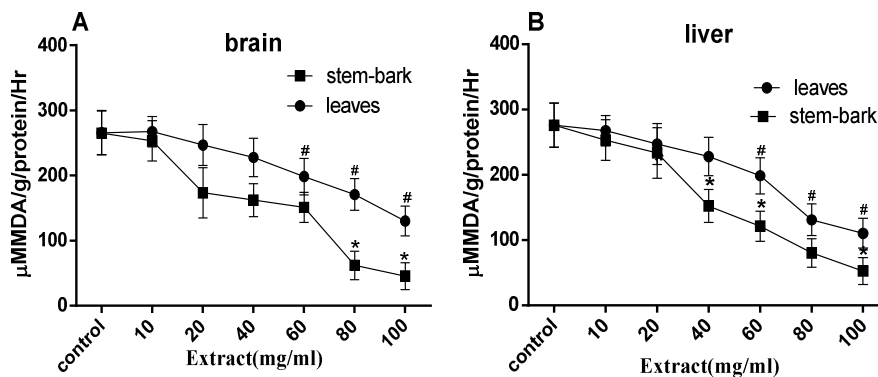 A
brain
400
300
200
100
0
µMMDA/g/protein/Hr
stem-bark
leaves
#
#
#
*
*
control
10
20
40
60
80
100
Extract(mg/ml)
B
liver
400
300
200
100
0
µMMDA/g/protein/Hr
leaves
stem-bark
#
#
#
*
*
*
*
control
10
20
40
60
80
100
Extract(mg/ml)